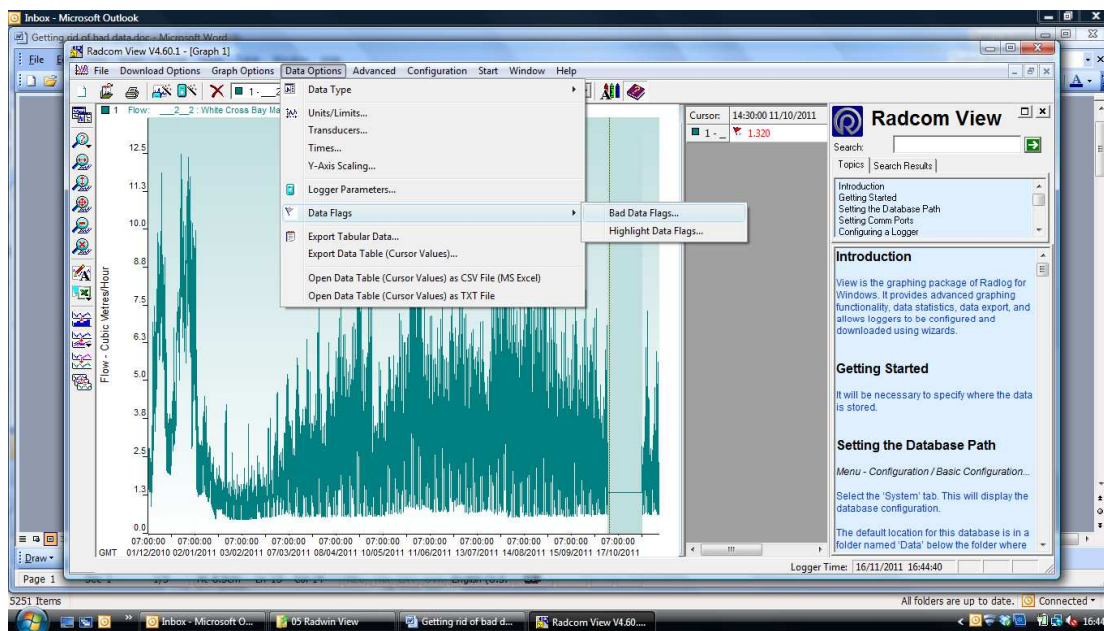 Inbox - Microsoft Outlook
Getting rid of bad data.doc - Microsoft Word
Radcom View V4.60.1 - [Graph 1]
File Download Options Graph Options Data Options Advanced Configuration Start Window Help
1 Flow: __2__2 : White Cross Bay Ma
Data Type
Units/Limits...
Transducers...
Times...
Y-Axis Scaling...
Logger Parameters...
Data Flags
Export Tabular Data...
Export Data Table (Cursor Values)...
Open Data Table (Cursor Values) as CSV File (MS Excel)
Open Data Table (Cursor Values) as TXT File
Bad Data Flags...
Highlight Data Flags...
Flow - Cubic Metres/Hour
12.5
11.3
10.0
8.8
7.5
6.3
5.0
3.8
2.5
1.3
0.0
07:00:00 07:00:00 07:00:00 07:00:00 07:00:00 07:00:00 07:00:00 07:00:00 07:00:00 07:00:00 07:00:00
GMT 01/12/2010 02/01/2011 03/02/2011 07/03/2011 08/04/2011 10/05/2011 11/06/2011 13/07/2011 14/08/2011 15/09/2011 17/10/2011
Cursor: 14:30:00 11/10/2011
1 - _ 1.320
Radcom View
Search:
Topics Search Results
Introduction
Getting Started
Setting the Database Path
Setting Comm Ports
Configuring a Logger
Introduction
View is the graphing package of Radlog for
Windows. It provides advanced graphing
functionality, data statistics, data export, and
allows loggers to be configured and
downloaded using wizards.
Getting Started
It will be necessary to specify where the data
is stored.
Setting the Database Path
Menu - Configuration / Basic Configuration...
Select the 'System' tab. This will display the
database configuration.
The default location for this database is in a
folder named 'Data' below the folder where
Logger Time: 16/11/2011 16:44:40
Draw
Page 1
5251 Items
All folders are up to date. Connected
Inbox - Microsoft O... 05 Radwin View Getting rid of bad d... Radcom View V4.60....
16:44